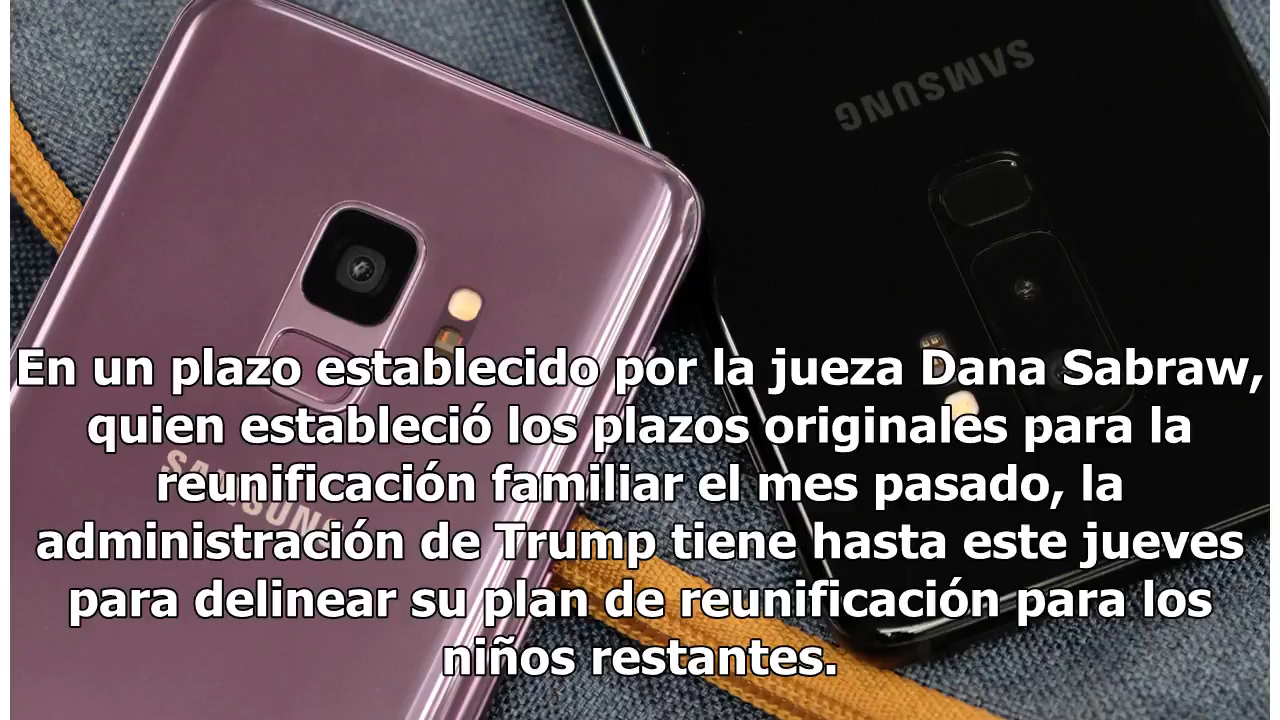 SAMSUNG
En un plazo establecido por la jueza Dana Sabraw,
quien estableció los plazos originales para la
reunificación familiar el mes pasado, la
SAMSUNG
administración de Trump tiene hasta este jueves
para delinear su plan de reunificación para los
niños restantes.